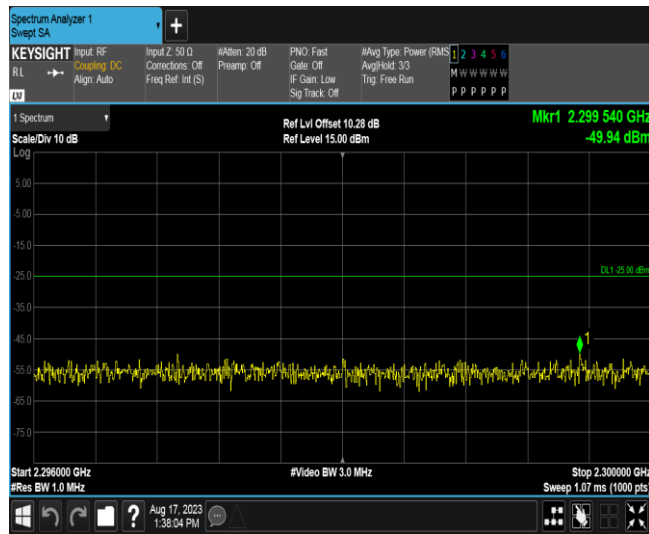 Spectrum Analyzer 1
Swept SA
KEYSIGHT Input: RF Input Z: 50 Ω #Atten: 20 dB PNO: Fast #Avg Type: Power (RMS 1 2 3 4 5 6
RL Coupling: DC Corrections: Off Preamp: Off Gate: Off Avg|Hold: 3/3 M W W W W W
Align: Auto Freq Ref: Int (S) IF Gain: Low Trig: Free Run
LXI Sig Track: Off P P P P P P
1 Spectrum Ref Lvl Offset 10.28 dB Mkr1 2.299 540 GHz
Scale/Div 10 dB Ref Level 15.00 dBm -49.94 dBm
Log
5.00
-5.00
-15.0
-25.0 DL1 -25.00 dBm
-35.0
-45.0 1
-55.0
-65.0
-75.0
Start 2.296000 GHz #Video BW 3.0 MHz Stop 2.300000 GHz
#Res BW 1.0 MHz Sweep 1.07 ms (1000 pts)
? Aug 17, 2023
1:38:04 PM